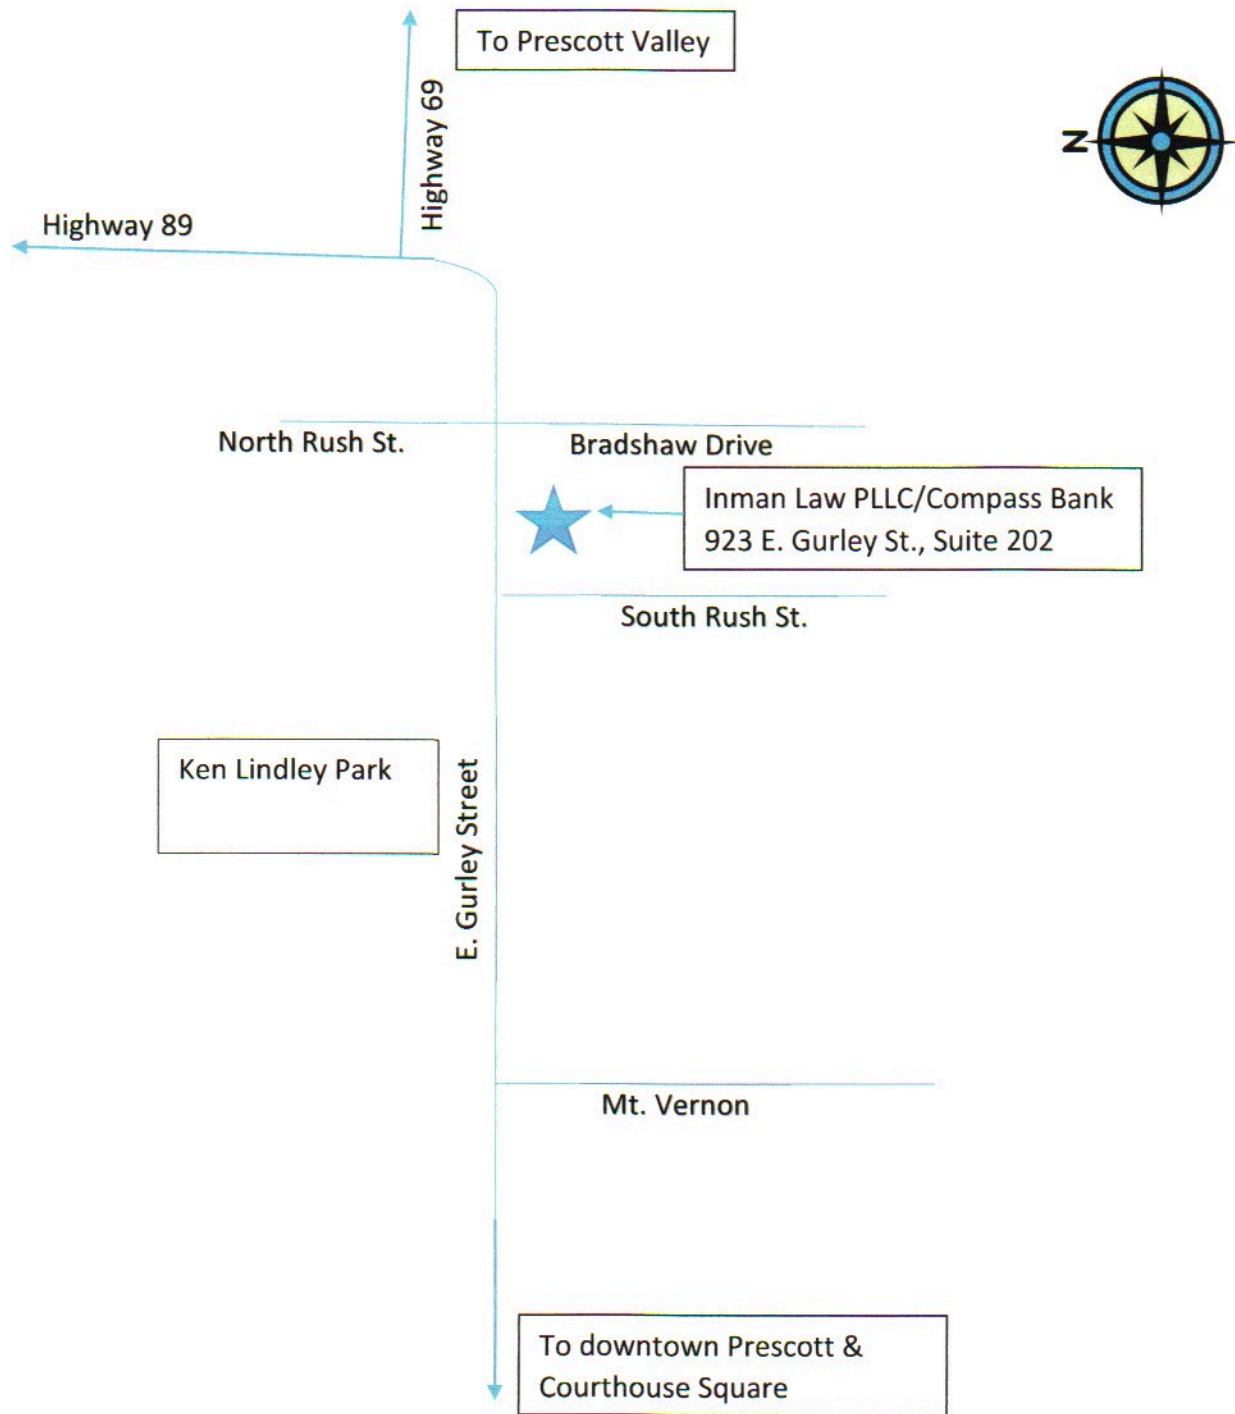 To Prescott Valley
Highway 69
N
Highway 89
North Rush St.
Bradshaw Drive
Inman Law PLLC/Compass Bank
923 E. Gurley St., Suite 202
South Rush St.
Ken Lindley Park
E. Gurley Street
Mt. Vernon
To downtown Prescott &
Courthouse Square